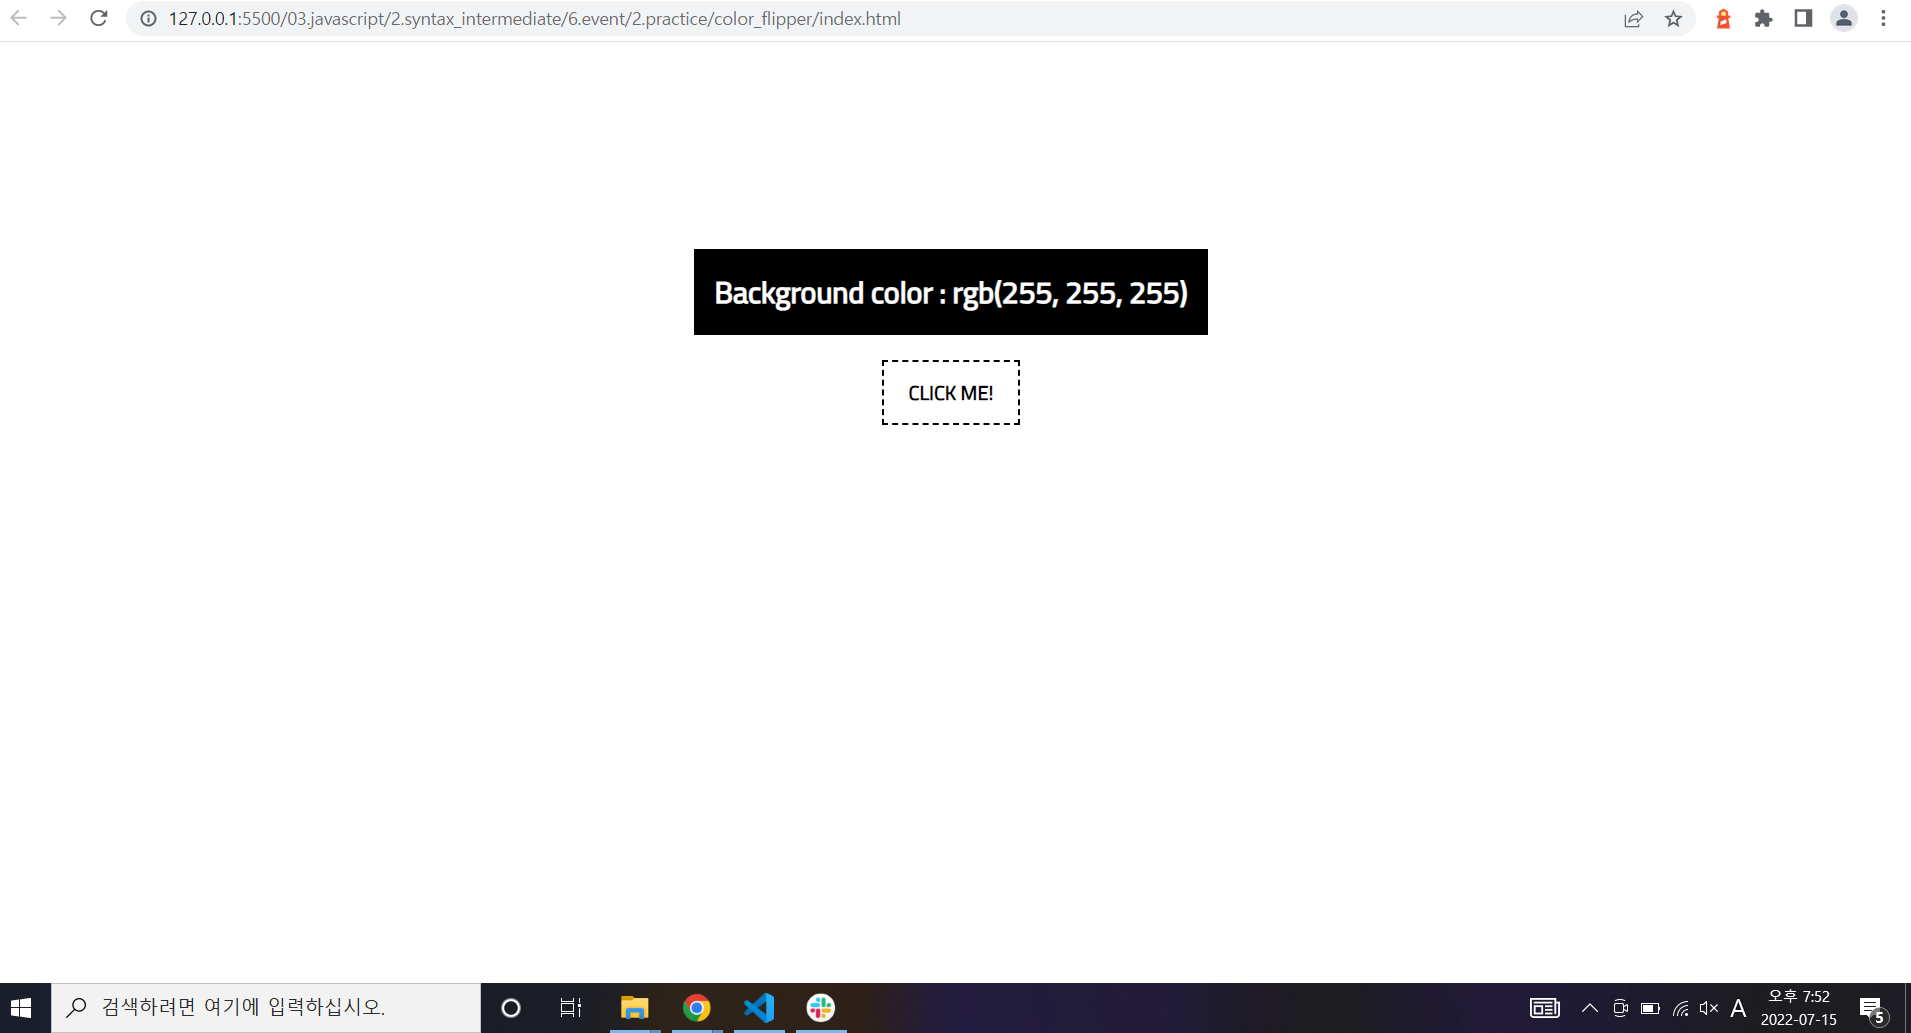 127.0.0.1:5500/03.javascript/2.syntax_intermediate/6.event/2.practice/color_flipper/index.html
Background color : rgb(255, 255, 255)
CLICK ME!
검색하려면 여기에 입력하십시오.
A
오후 7:52
2022-07-15
5